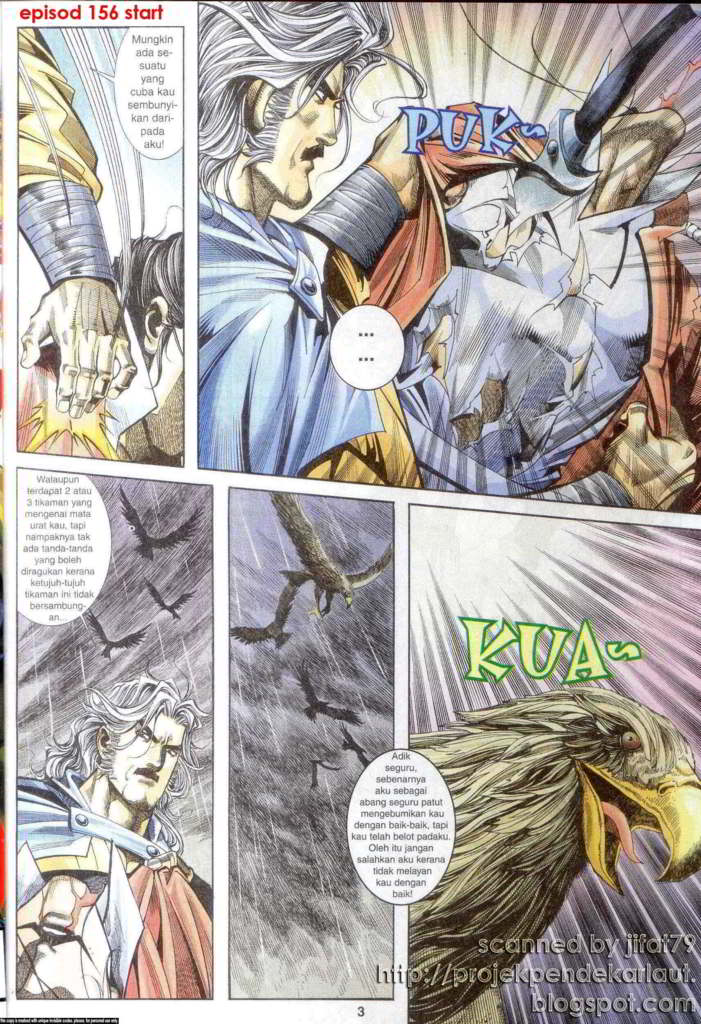 episod 156 start
Mungkin
ada se-
suatu
yang
cuba kau
sembunyi-
kan dari-
pada
aku!
PUK~
...
...
Walaupun
terdapat 2 atau
3 tikaman yang
mengenai mata
urat kau, tapi
nampaknya tak
ada tanda-tanda
yang boleh
diragukan kerana
ketujuh-tujuh
tikaman ini tidak
bersambung-
an...
KUA~
Adik
seguru,
sebenarnya
aku sebagai
abang seguru patut
mengebumikan kau
dengan baik-baik, tapi
kau telah belot padaku.
Oleh itu jangan
salahkan aku kerana
tidak melayan
kau dengan
baik!
scanned by jifat79
http://projekpendekarlaut.
blogspot.com
3